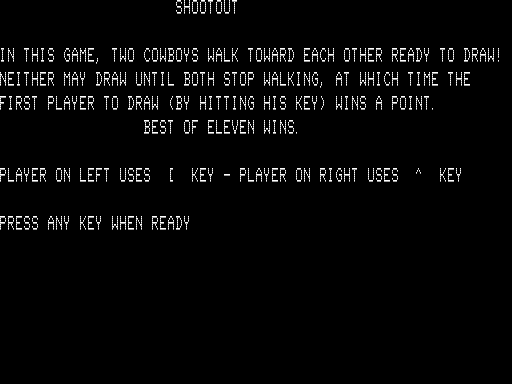 SHOOTOUT
IN THIS GAME, TWO COWBOYS WALK TOWARD EACH OTHER READY TO DRAW!
NEITHER MAY DRAW UNTIL BOTH STOP WALKING, AT WHICH TIME THE
FIRST PLAYER TO DRAW (BY HITTING HIS KEY) WINS A POINT.
BEST OF ELEVEN WINS.
PLAYER ON LEFT USES [ KEY - PLAYER ON RIGHT USES ^ KEY
PRESS ANY KEY WHEN READY